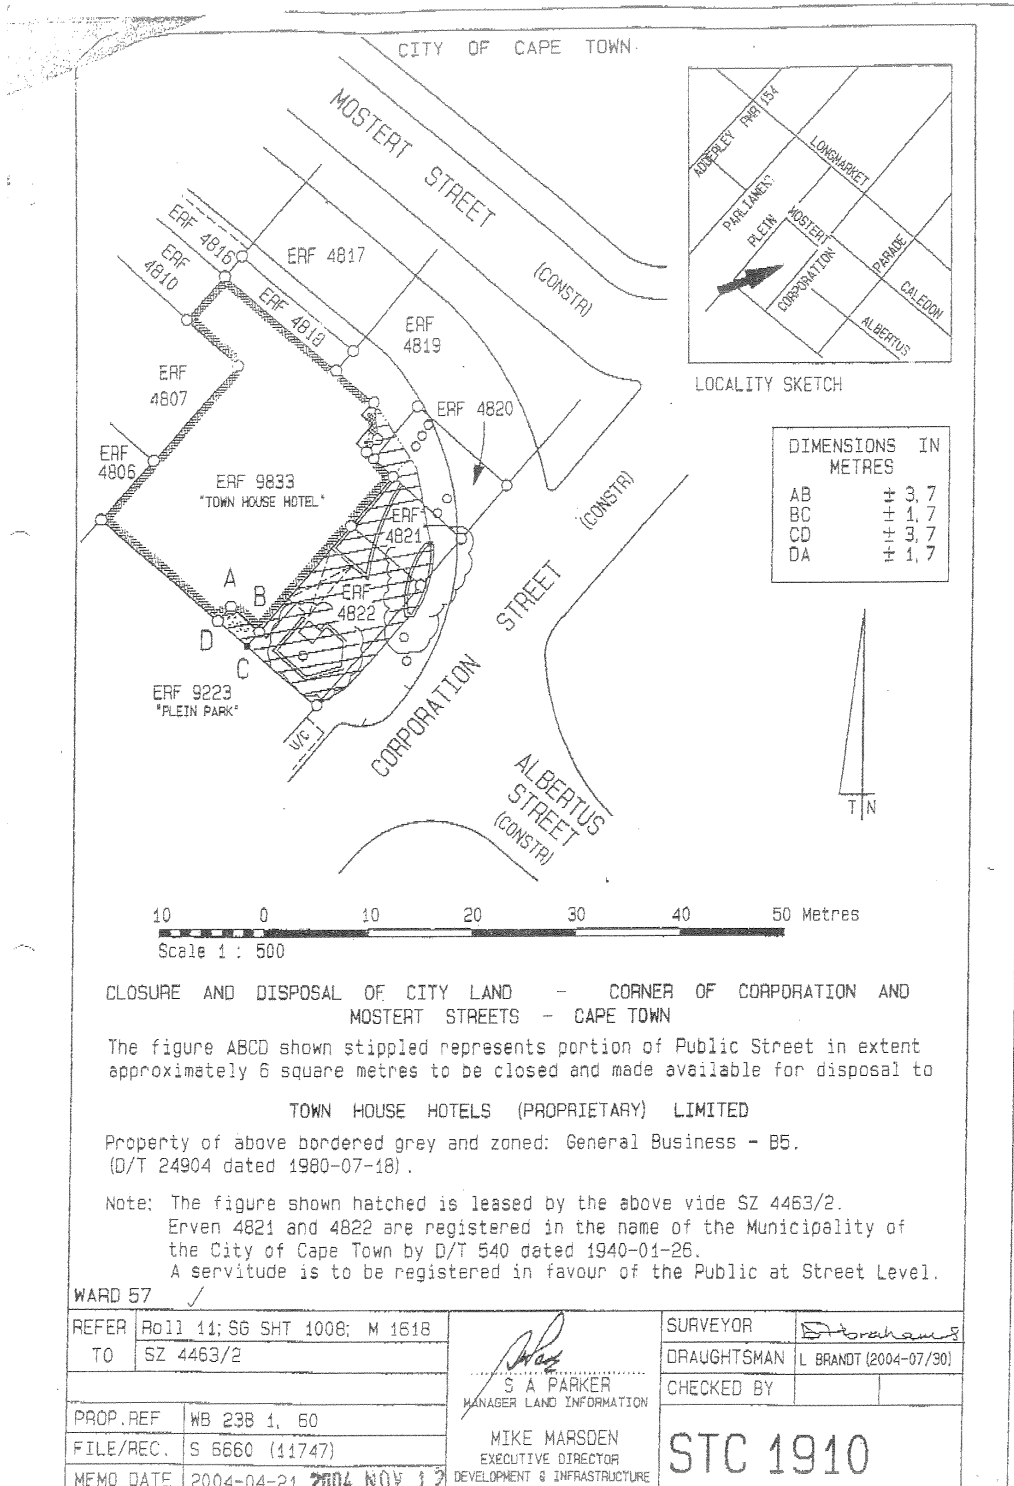 CITY OF CAPE TOWN
MOSTERT STREET
(CONSTR)
ERF 4816
ERF 4817
ERF
4810
ERF 4818
ERF
4819
ERF
4807
ERF 4820
ERF
4806
ERF 9833
"TOWN HOUSE HOTEL"
ERF
4821
ERF
4822
A
B
D
C
ERF 9223
"PLEIN PARK"
V/C
CORPORATION STREET
(CONSTR)
ALBERTUS
STREET
(CONSTR)
ADDERLEY PMR 154
LONGMARKET
PARLIAMENT
PLEIN
MOSTERT
CORPORATION
PARADE
CALEDON
ALBERTUS
LOCALITY SKETCH
DIMENSIONS IN
METRES
AB ± 3,7
BC ± 1,7
CD ± 3,7
DA ± 1,7
T N
10 0 10 20 30 40 50 Metres
Scale 1 : 500
CLOSURE AND DISPOSAL OF CITY LAND – CORNER OF CORPORATION AND
MOSTERT STREETS – CAPE TOWN
The figure ABCD shown stippled represents portion of Public Street in extent
approximately 6 square metres to be closed and made available for disposal to
TOWN HOUSE HOTELS (PROPRIETARY) LIMITED
Property of above bordered grey and zoned: General Business – B5.
(D/T 24904 dated 1980-07-18).
Note: The figure shown hatched is leased by the above vide SZ 4463/2.
Erven 4821 and 4822 are registered in the name of the Municipality of
the City of Cape Town by D/T 540 dated 1940-01-26.
A servitude is to be registered in favour of the Public at Street Level.
WARD 57
REFER TO Roll 11; SG SHT 1008; M 1618
SZ 4463/2
PROP.REF WB 23B 1, 60
FILE/REC. S 6660 (11747)
MEMO DATE 2004-04-21 2004 NOV 12
S A PARKER
MANAGER LAND INFORMATION
MIKE MARSDEN
EXECUTIVE DIRECTOR
DEVELOPMENT & INFRASTRUCTURE
SURVEYOR
DRAUGHTSMAN L BRANDT (2004-07/30)
CHECKED BY
STC 1910